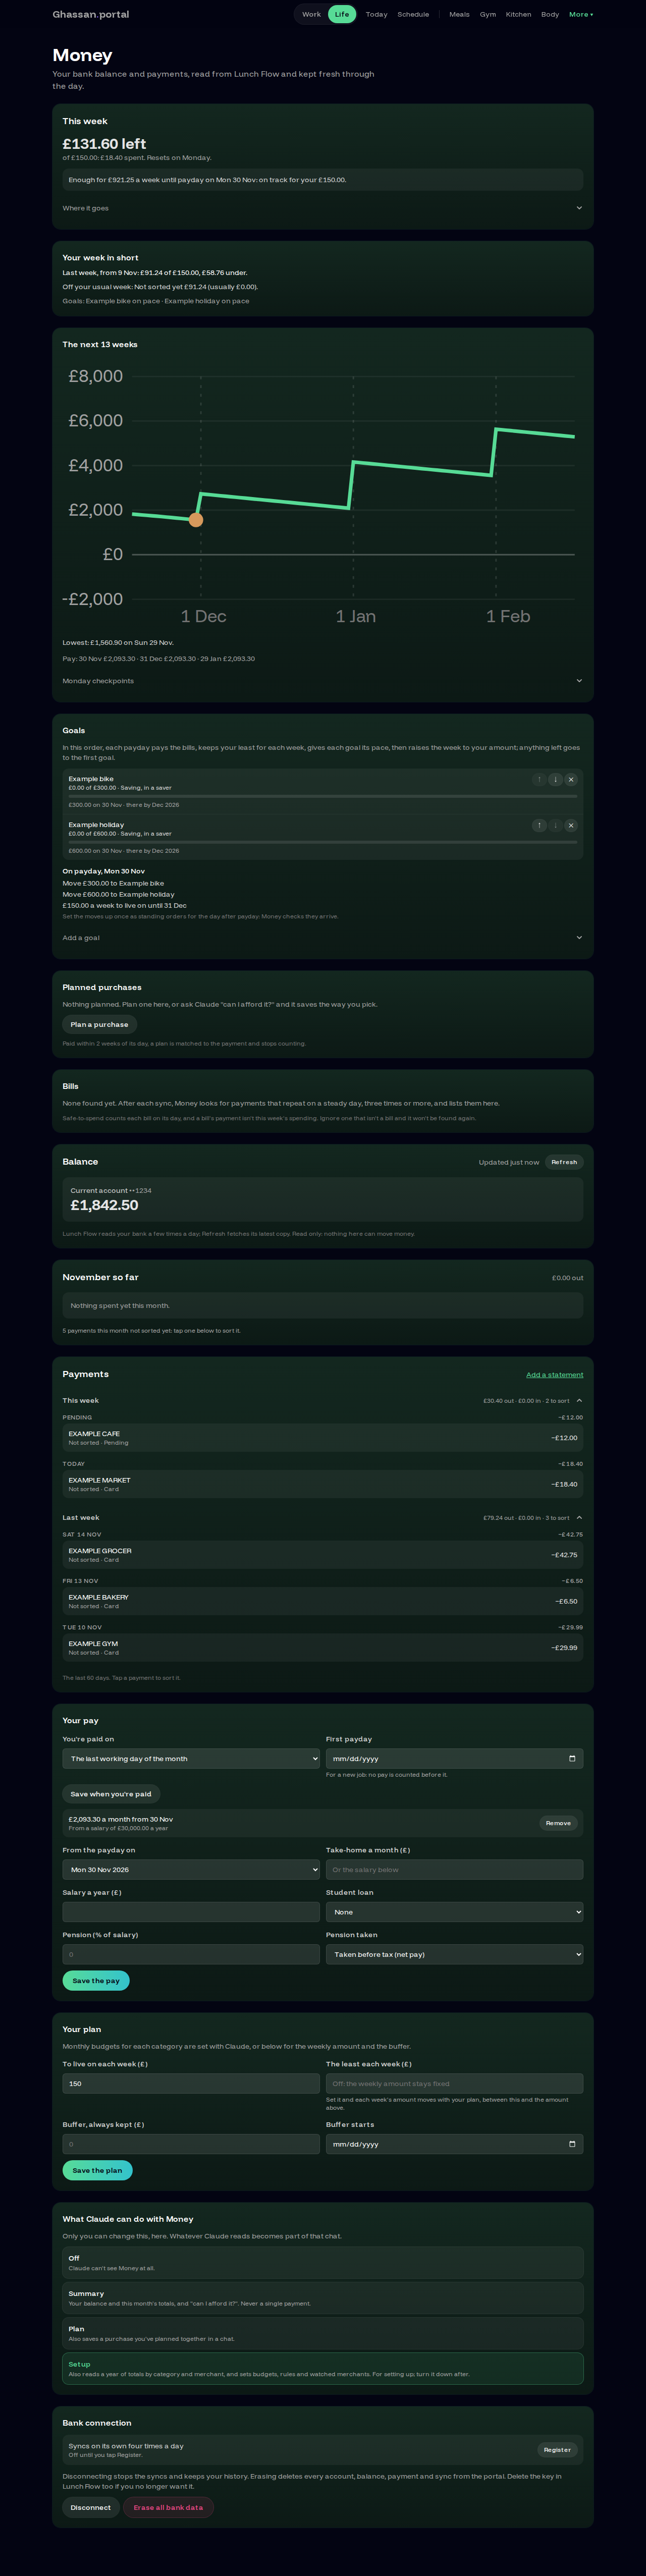 Ghassan.portal
Work Life Today Schedule Meals Gym Kitchen Body More ▾
Money
Your bank balance and payments, read from Lunch Flow and kept fresh through
the day.
This week
£131.60 left
of £150.00: £18.40 spent. Resets on Monday.
Enough for £921.25 a week until payday on Mon 30 Nov: on track for your £150.00.
Where it goes
Your week in short
Last week, from 9 Nov: £91.24 of £150.00, £58.76 under.
Off your usual week: Not sorted yet £91.24 (usually £0.00).
Goals: Example bike on pace · Example holiday on pace
The next 13 weeks
£8,000
£6,000
£4,000
£2,000
£0
-£2,000
1 Dec 1 Jan 1 Feb
Lowest: £1,560.90 on Sun 29 Nov.
Pay: 30 Nov £2,093.30 · 31 Dec £2,093.30 · 29 Jan £2,093.30
Monday checkpoints
Goals
In this order, each payday pays the bills, keeps your least for each week, gives each goal its pace, then raises the week to your amount; anything left goes
to the first goal.
Example bike ↑ ↓ ✕
£0.00 of £300.00 · Saving, in a saver
£300.00 on 30 Nov · there by Dec 2026
Example holiday ↑ ↓ ✕
£0.00 of £600.00 · Saving, in a saver
£600.00 on 30 Nov · there by Dec 2026
On payday, Mon 30 Nov
Move £300.00 to Example bike
Move £600.00 to Example holiday
£150.00 a week to live on until 31 Dec
Set the moves up once as standing orders for the day after payday; Money checks they arrive.
Add a goal
Planned purchases
Nothing planned. Plan one here, or ask Claude "can I afford it?" and it saves the way you pick.
Plan a purchase
Paid within 2 weeks of its day, a plan is matched to the payment and stops counting.
Bills
None found yet. After each sync, Money looks for payments that repeat on a steady day, three times or more, and lists them here.
Safe-to-spend counts each bill on its day, and a bill's payment isn't this week's spending. Ignore one that isn't a bill and it won't be found again.
Balance Updated just now Refresh
Current account ••1234
£1,842.50
Lunch Flow reads your bank a few times a day; Refresh fetches its latest copy. Read only: nothing here can move money.
November so far £0.00 out
Nothing spent yet this month.
5 payments this month not sorted yet: tap one below to sort it.
Payments Add a statement
This week £30.40 out · £0.00 in · 2 to sort
PENDING −£12.00
EXAMPLE CAFE −£12.00
Not sorted · Pending
TODAY −£18.40
EXAMPLE MARKET −£18.40
Not sorted · Card
Last week £79.24 out · £0.00 in · 3 to sort
SAT 14 NOV −£42.75
EXAMPLE GROCER −£42.75
Not sorted · Card
FRI 13 NOV −£6.50
EXAMPLE BAKERY −£6.50
Not sorted · Card
TUE 10 NOV −£29.99
EXAMPLE GYM −£29.99
Not sorted · Card
The last 60 days. Tap a payment to sort it.
Your pay
You're paid on First payday
The last working day of the month mm/dd/yyyy
For a new job: no pay is counted before it.
Save when you're paid
£2,093.30 a month from 30 Nov Remove
From a salary of £30,000.00 a year
From the payday on Take-home a month (£)
Mon 30 Nov 2026 Or the salary below
Salary a year (£) Student loan
None
Pension (% of salary) Pension taken
0 Taken before tax (net pay)
Save the pay
Your plan
Monthly budgets for each category are set with Claude, or below for the weekly amount and the buffer.
To live on each week (£) The least each week (£)
150 Off: the weekly amount stays fixed
Set it and each week's amount moves with your plan, between this and the amount
above.
Buffer, always kept (£) Buffer starts
0 mm/dd/yyyy
Save the plan
What Claude can do with Money
Only you can change this, here. Whatever Claude reads becomes part of that chat.
Off
Claude can't see Money at all.
Summary
Your balance and this month's totals, and "can I afford it?". Never a single payment.
Plan
Also saves a purchase you've planned together in a chat.
Setup
Also reads a year of totals by category and merchant, and sets budgets, rules and watched merchants. For setting up; turn it down after.
Bank connection
Syncs on its own four times a day Register
Off until you tap Register.
Disconnecting stops the syncs and keeps your history. Erasing deletes every account, balance, payment and sync from the portal. Delete the key in
Lunch Flow too if you no longer want it.
Disconnect Erase all bank data